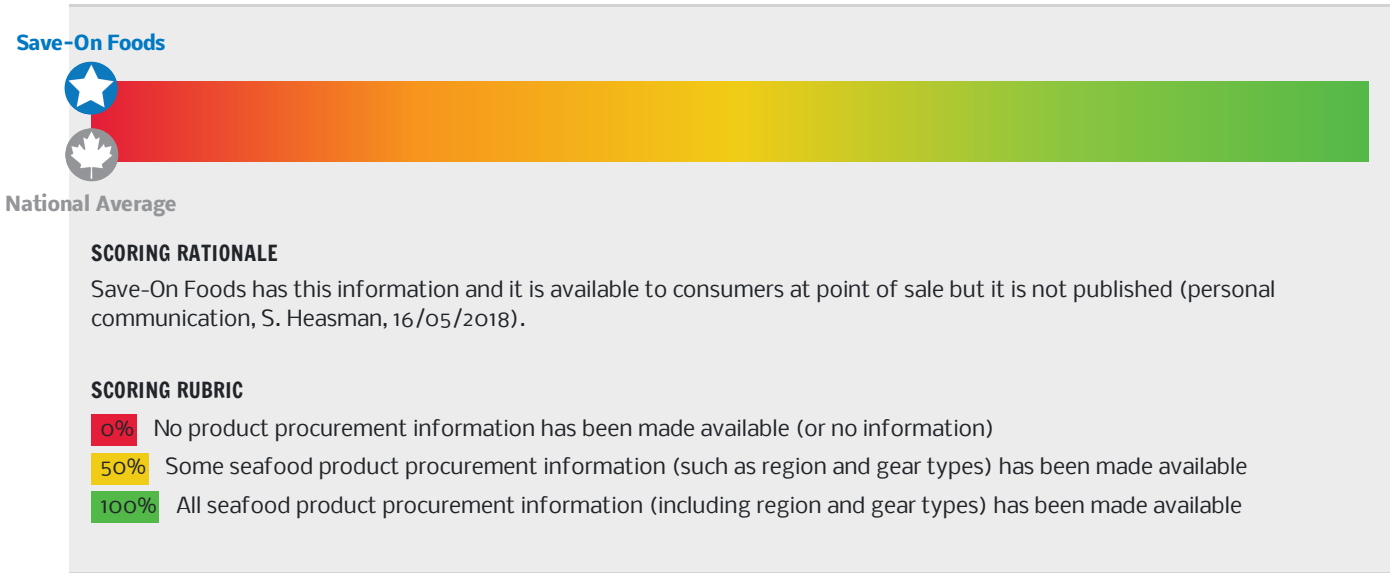 Save-On Foods
National Average
SCORING RATIONALE
Save-On Foods has this information and it is available to consumers at point of sale but it is not published (personal
communication, S. Heasman, 16/05/2018).
SCORING RUBRIC
0% No product procurement information has been made available (or no information)
50% Some seafood product procurement information (such as region and gear types) has been made available
100% All seafood product procurement information (including region and gear types) has been made available